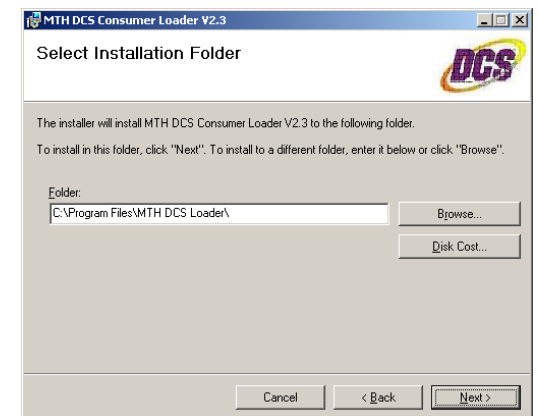 MTH DCS Consumer Loader V2.3
Select Installation Folder
DCS
The installer will install MTH DCS Consumer Loader V2.3 to the following folder.
To install in this folder, click "Next". To install to a different folder, enter it below or click "Browse".
Folder:
C:\Program Files\MTH DCS Loader\
Browse...
Disk Cost...
Cancel
< Back
Next >